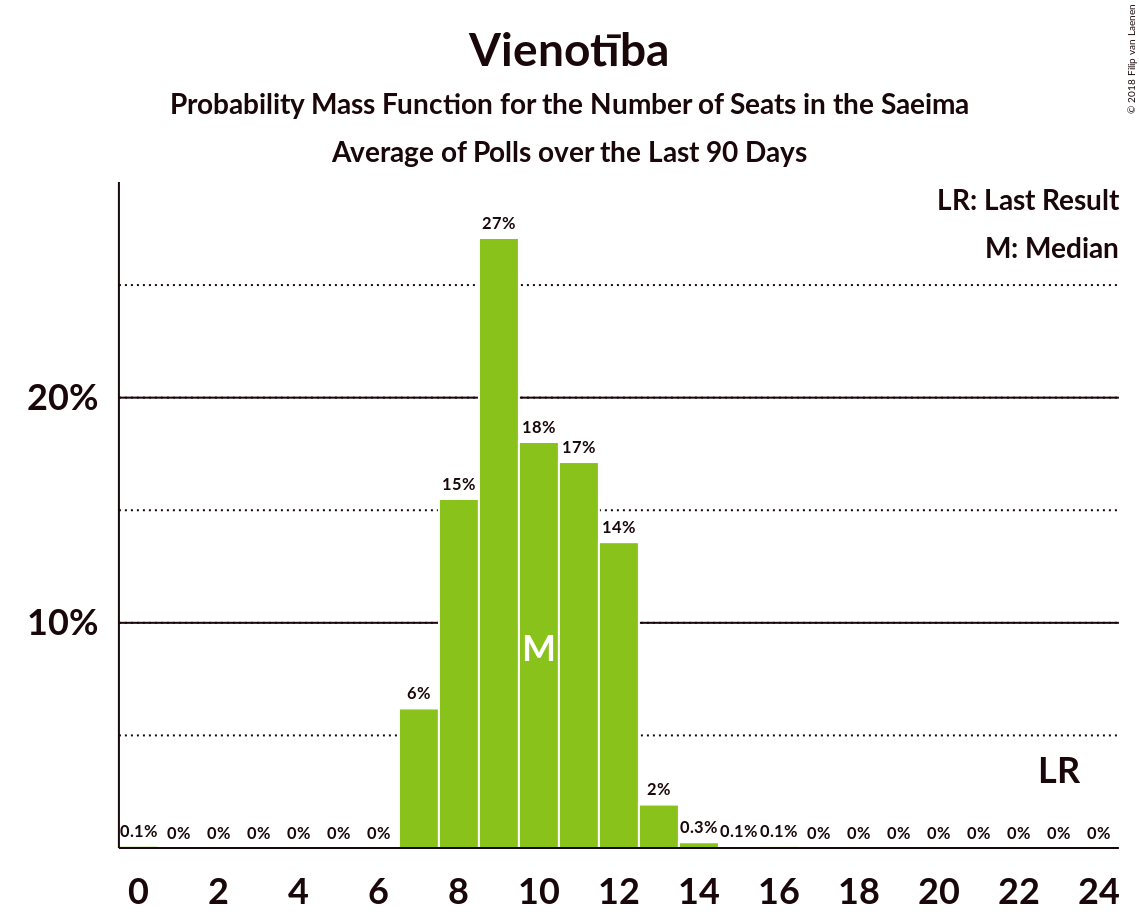 Vienotība
Probability Mass Function for the Number of Seats in the Saeima
Average of Polls over the Last 90 Days
© 2018 Filip van Laenen
LR: Last Result
M: Median
20%
10%
0.1% 0% 0% 0% 0% 0% 0% 6% 15% 27% 18% 17% 14% 2% 0.3% 0.1% 0.1% 0% 0% 0% 0% 0% 0% 0% 0%
M
LR
0 2 4 6 8 10 12 14 16 18 20 22 24